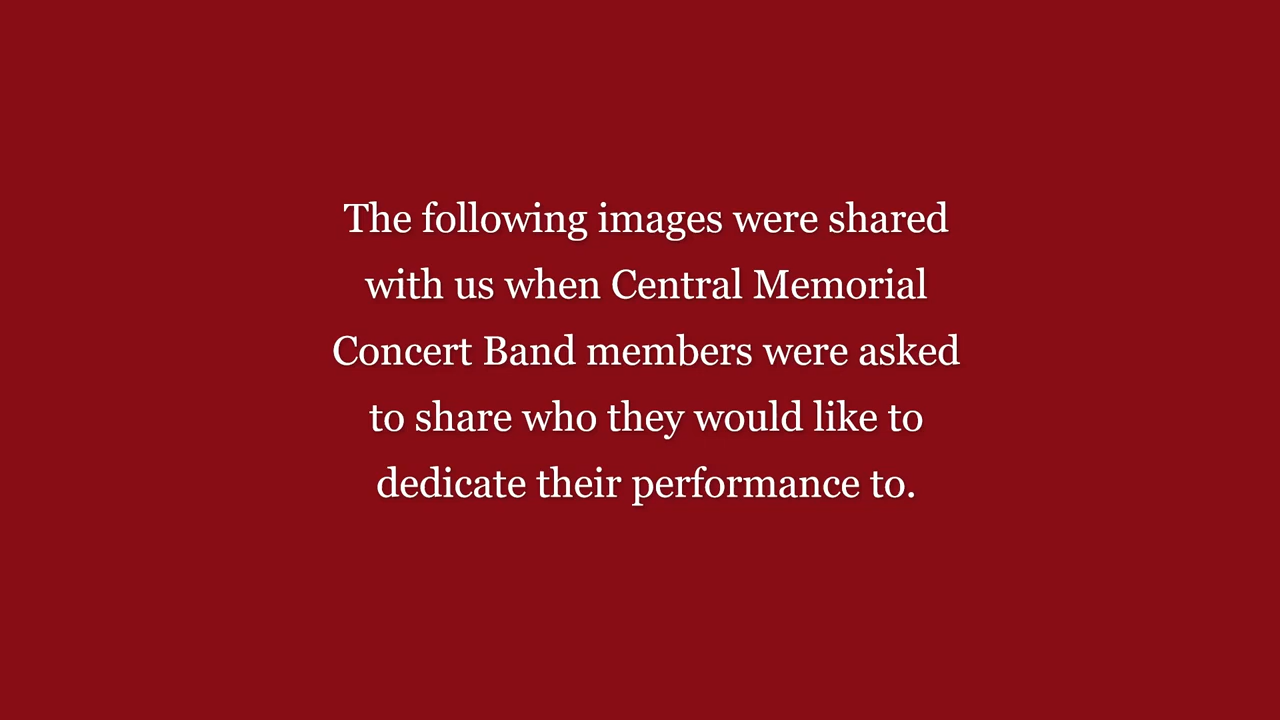 The following images were shared
with us when Central Memorial
Concert Band members were asked
to share who they would like to
dedicate their performance to.